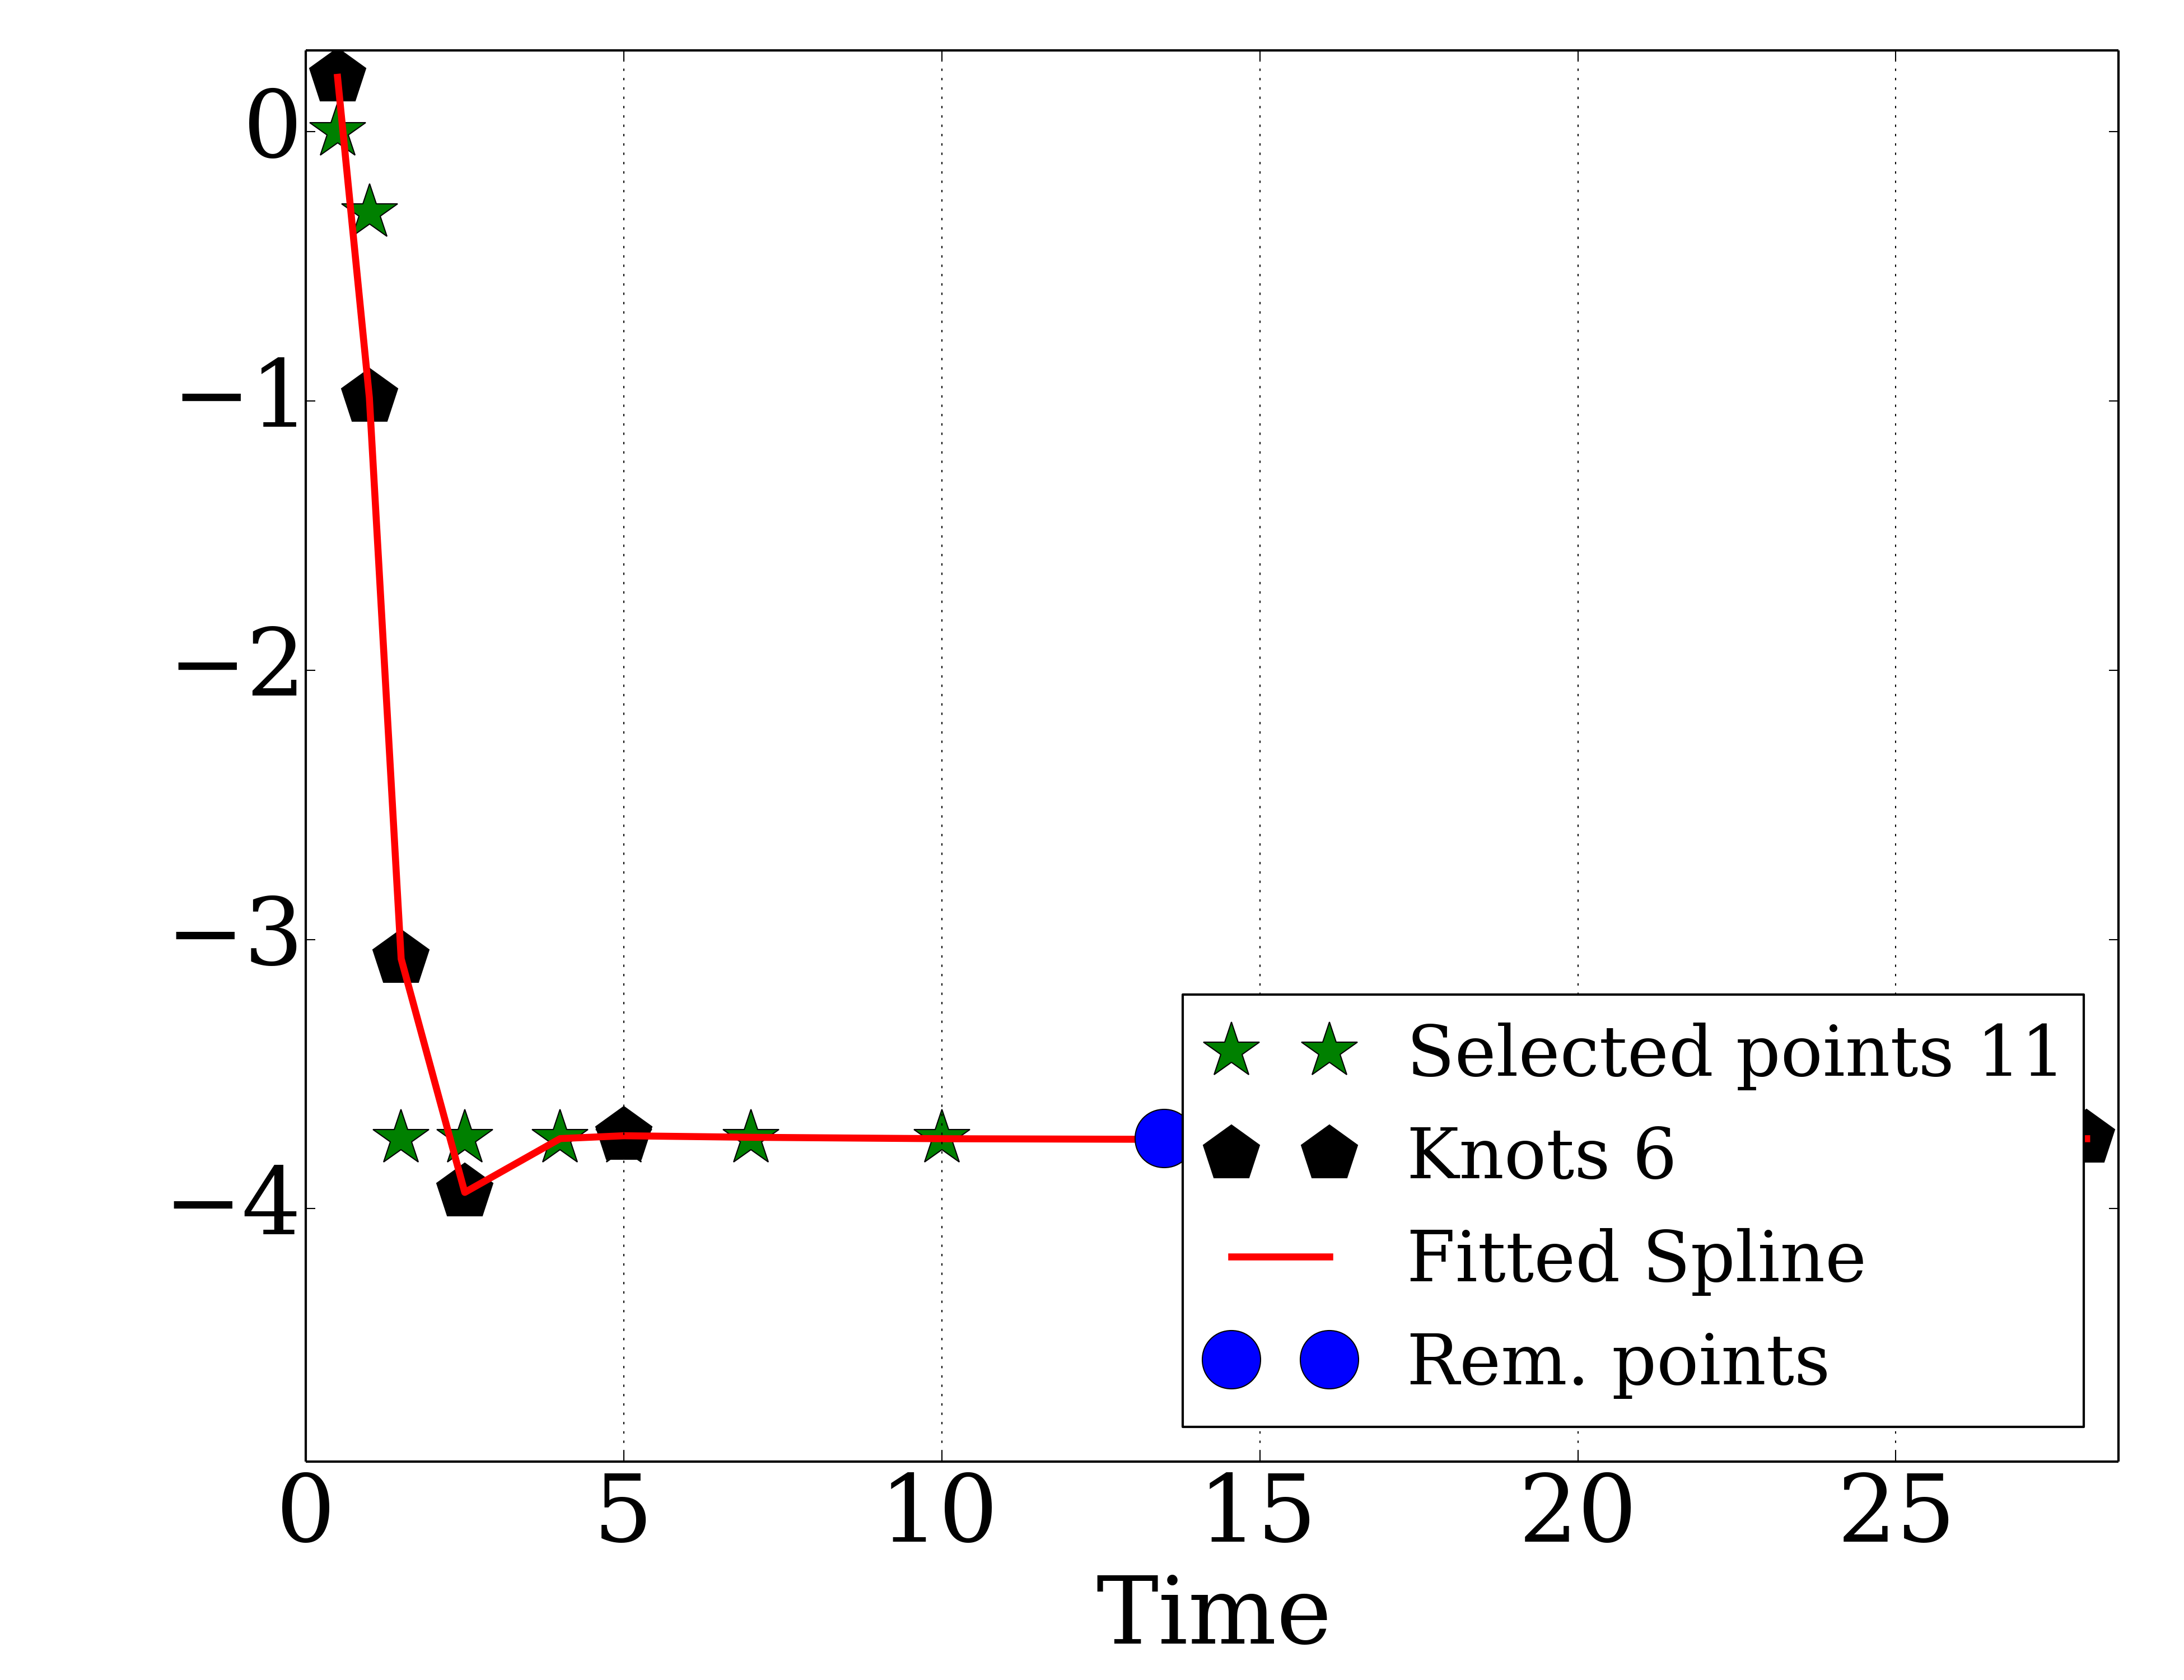 0
−1
−2
−3
−4
Selected points 11
Knots 6
Fitted Spline
Rem. points
0 5 10 15 20 25
Time